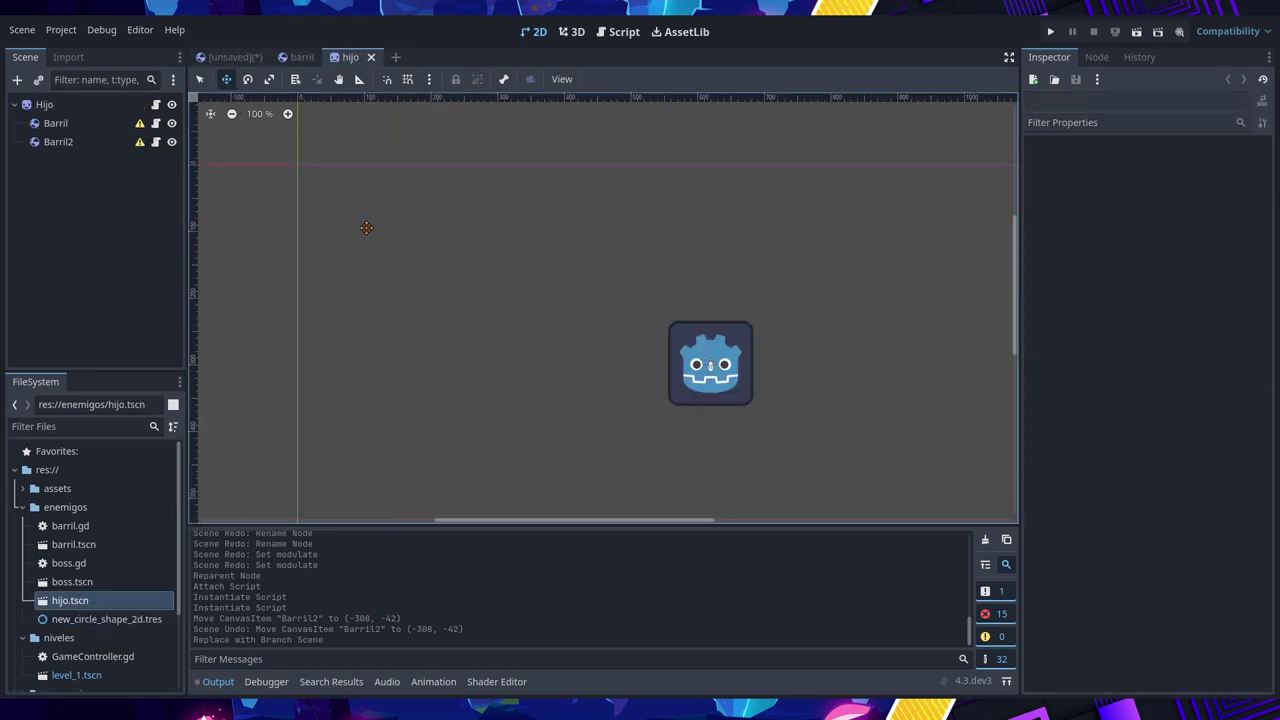 Scene Project Debug Editor Help
2D 3D Script AssetLib
Compatibility
Scene Import
[unsaved](*) barril hijo
Inspector Node History
Filter: name, t:type,
View
Hijo
Barril
Barril2
100 %
Filter Properties
FileSystem
res://enemigos/hijo.tscn
Filter Files
Favorites:
res://
assets
enemigos
barril.gd
barril.tscn
boss.gd
boss.tscn
hijo.tscn
new_circle_shape_2d.tres
niveles
GameController.gd
level_1.tscn
Scene Redo: Rename Node
Scene Redo: Rename Node
Scene Redo: Set modulate
Scene Redo: Set modulate
Reparent Node
Attach Script
Instantiate Script
Instantiate Script
Move CanvasItem "Barril2" to (-308, -42)
Scene Undo: Move CanvasItem "Barril2" to (-308, -42)
Replace with Branch Scene
1
15
0
32
Filter Messages
Output Debugger Search Results Audio Animation Shader Editor
4.3.dev3